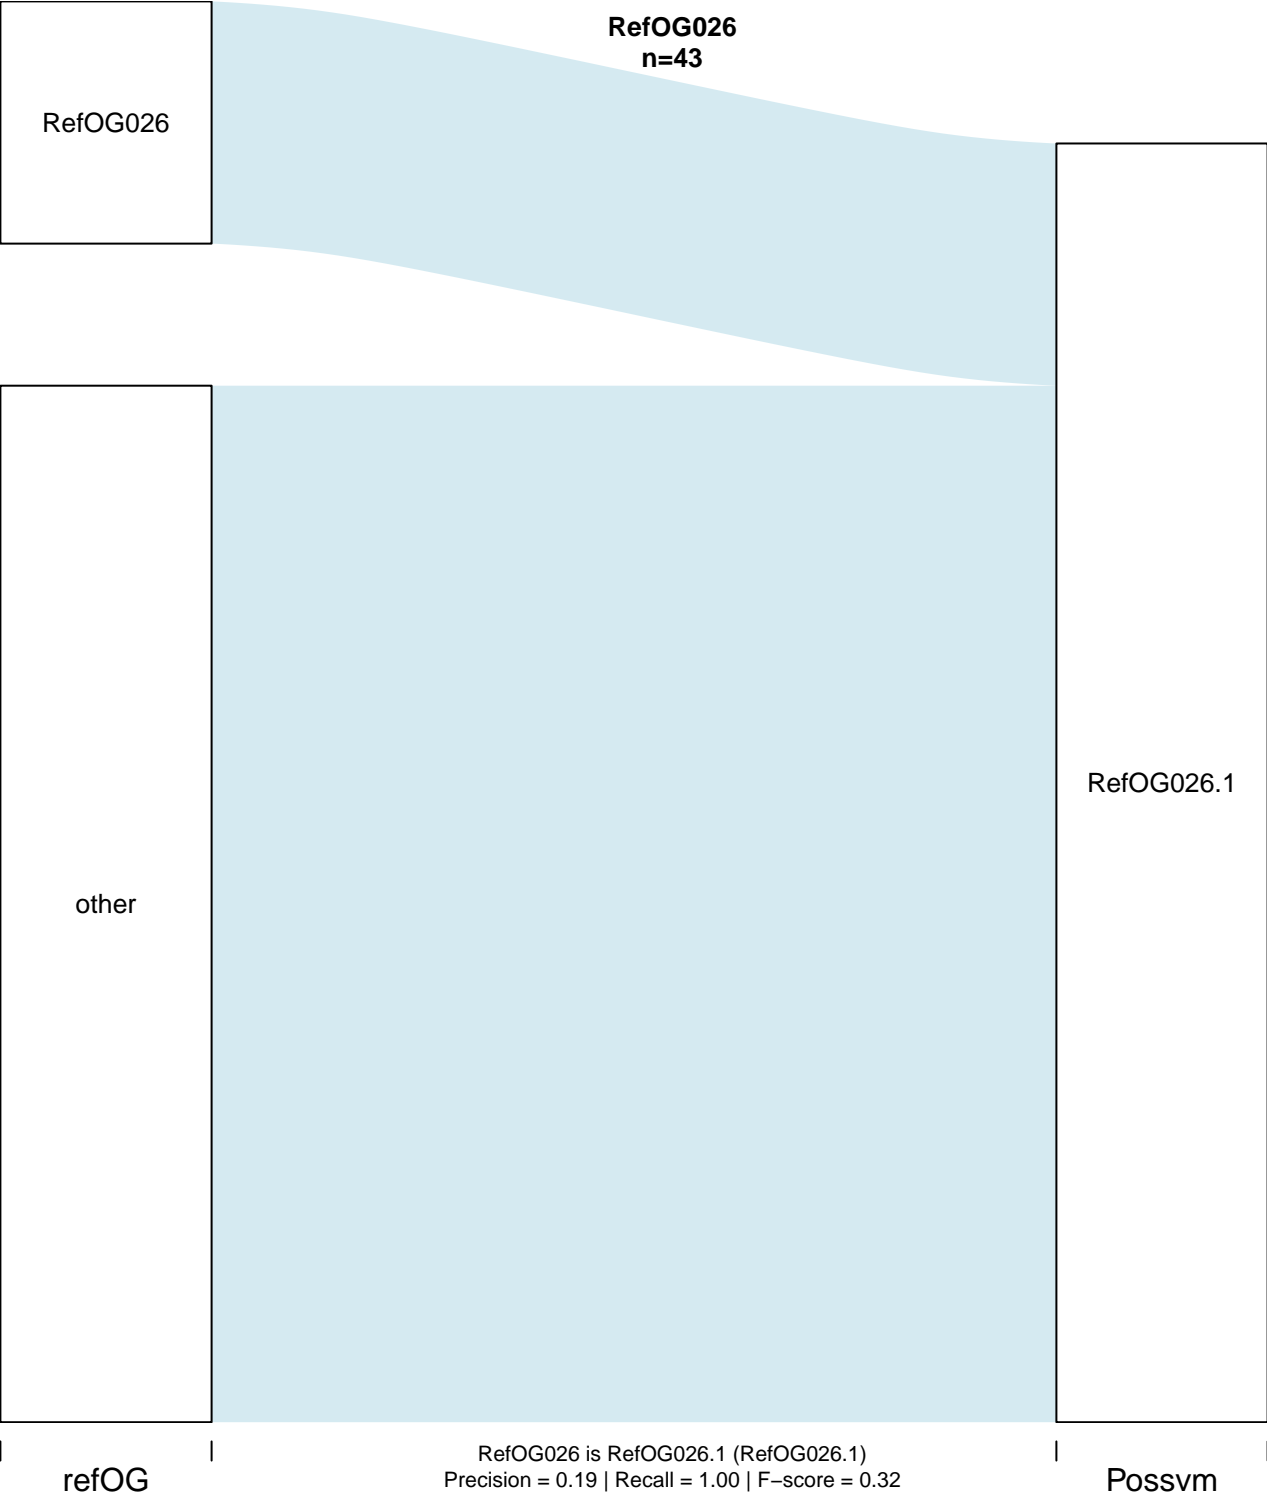 RefOG026
n=43
RefOG026
RefOG026.1
other
RefOG026 is RefOG026.1 (RefOG026.1)
Precision = 0.19 | Recall = 1.00 | F−score = 0.32
refOG
Possvm